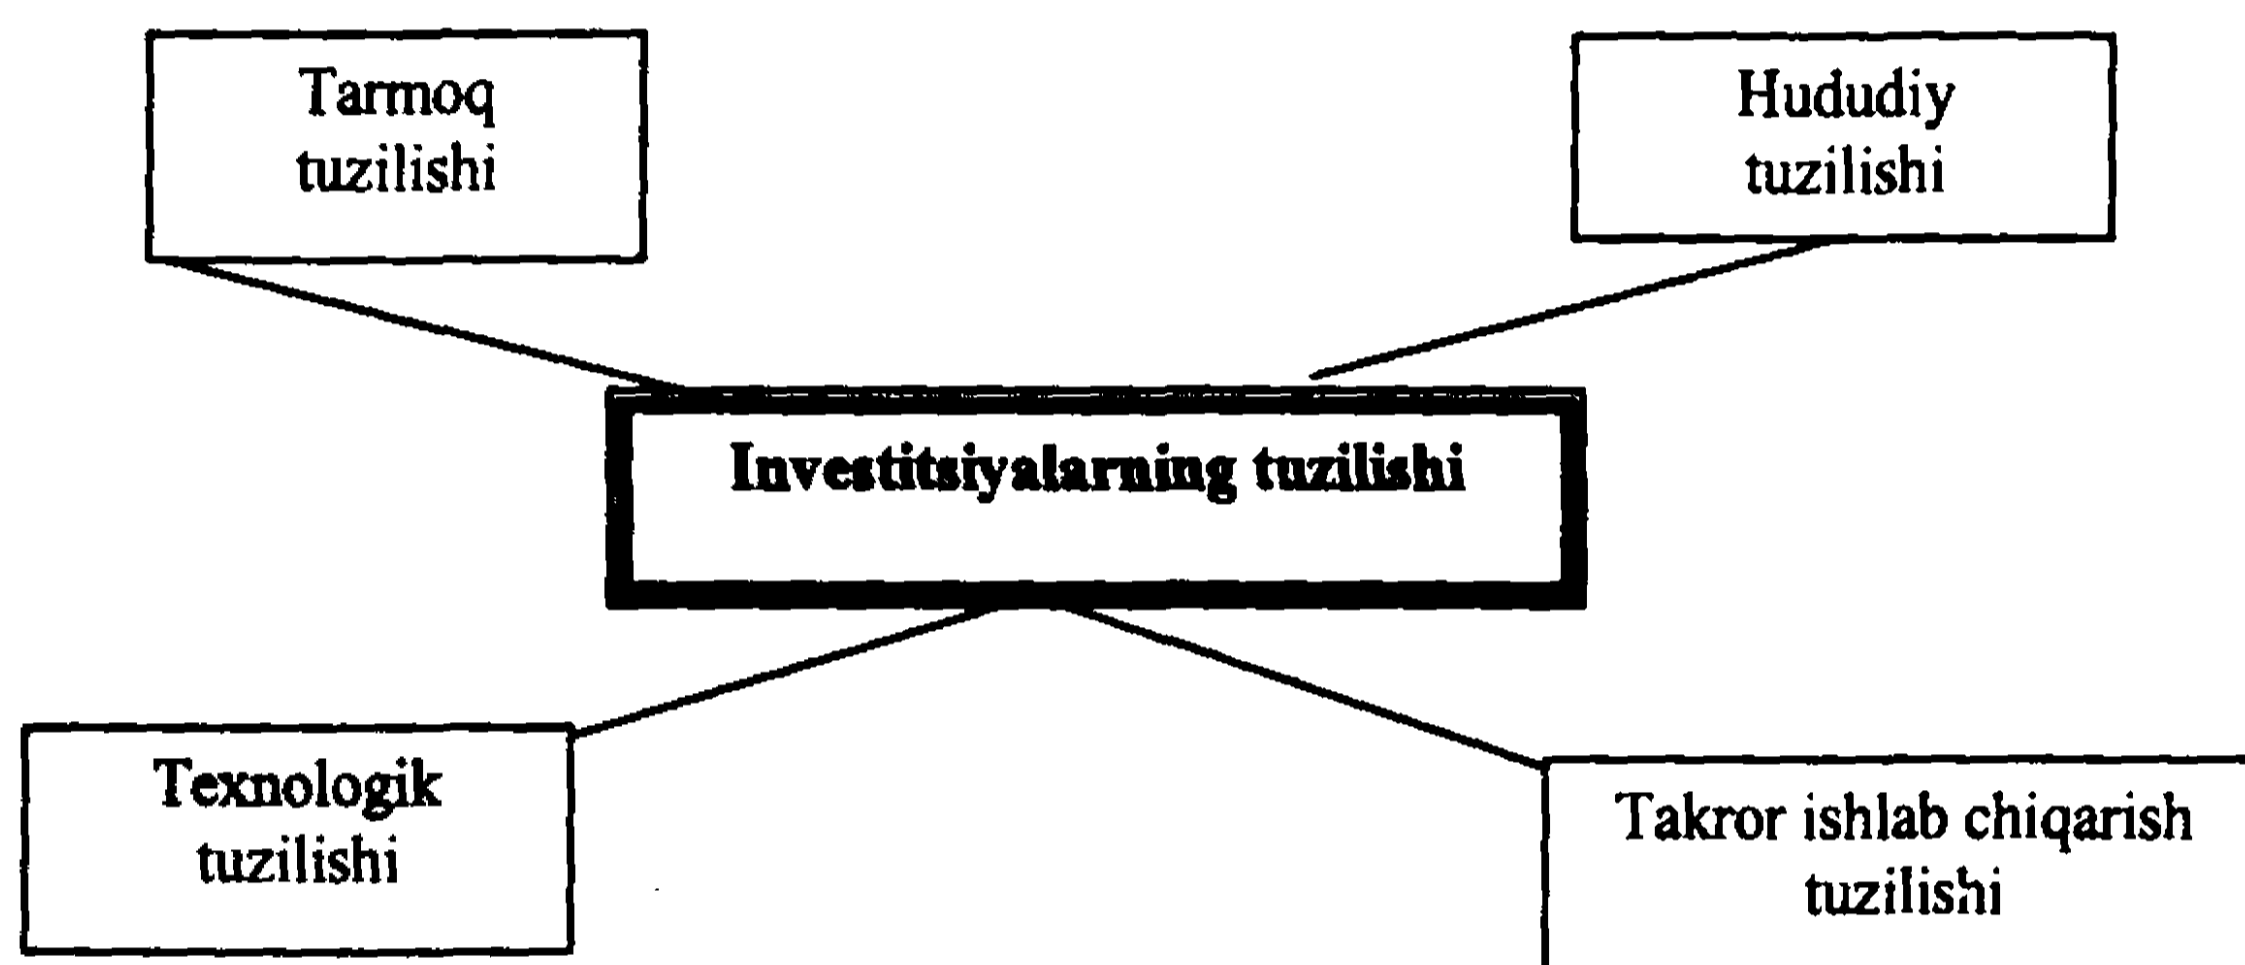 Tarmoq
tuzilishi
Hududiy
tuzilishi
Investitsiyalarning tuzilishi
Texnologik
tuzilishi
Takror ishlab chiqarish
tuzilishi